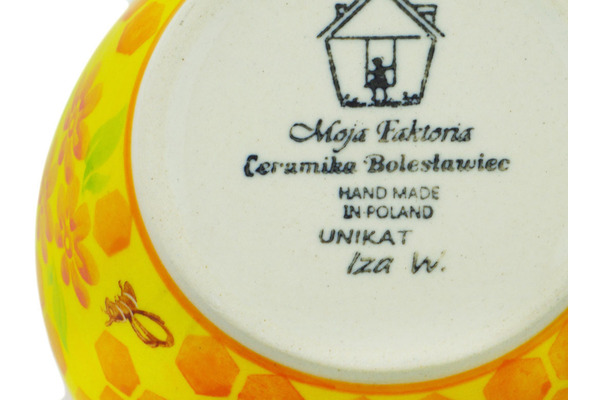 Moja Faktoria
Ceramika Bolesławiec
HAND MADE
IN POLAND
UNIKAT
Iza W.